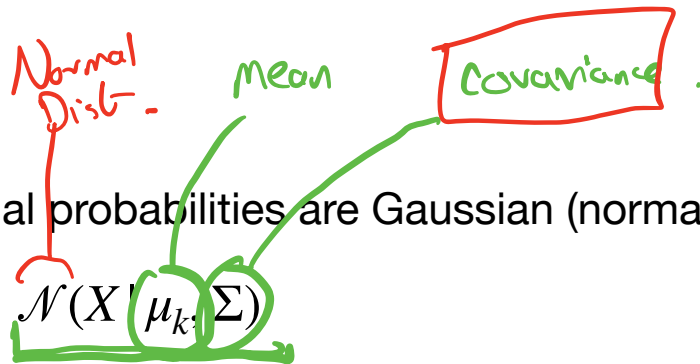 Normal Dist. mean Covariance.
al probabilities are Gaussian (norma
𝒩(X | μₖ, Σ)